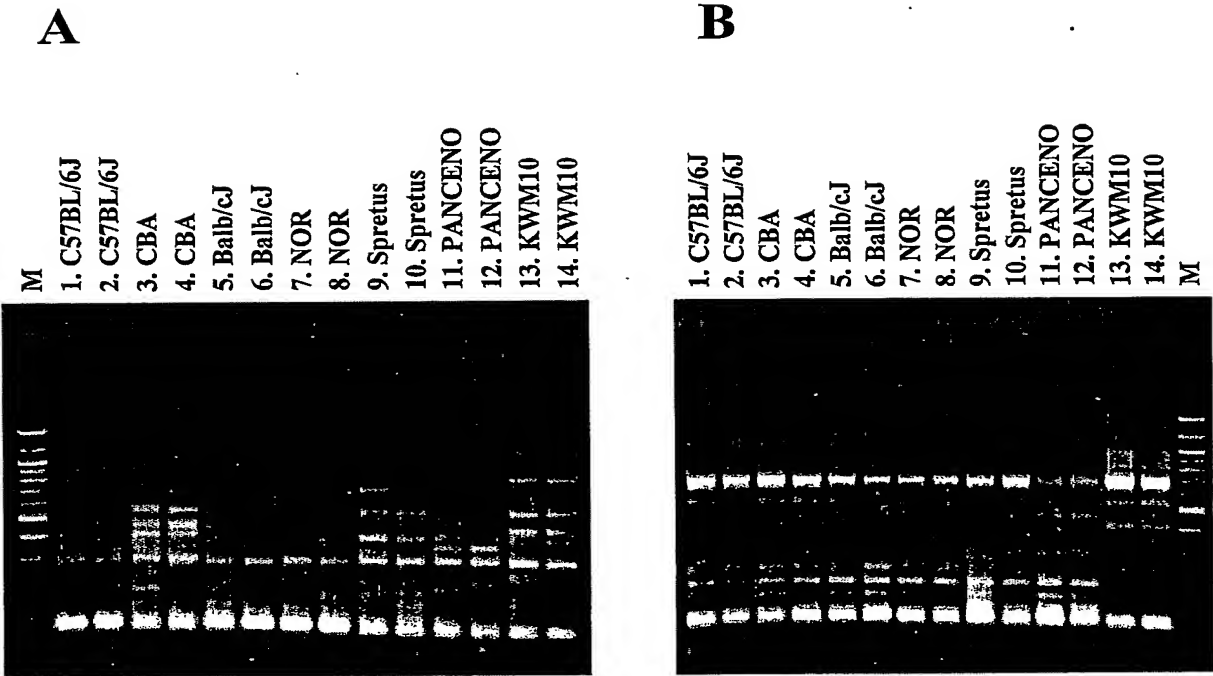 A
M
1. C57BL/6J
2. C57BL/6J
3. CBA
4. CBA
5. Balb/cJ
6. Balb/cJ
7. NOR
8. NOR
9. Spretus
10. Spretus
11. PANCENO
12. PANCENO
13. KWM10
14. KWM10
B
1. C57BL/6J
2. C57BL/6J
3. CBA
4. CBA
5. Balb/cJ
6. Balb/cJ
7. NOR
8. NOR
9. Spretus
10. Spretus
11. PANCENO
12. PANCENO
13. KWM10
14. KWM10
M